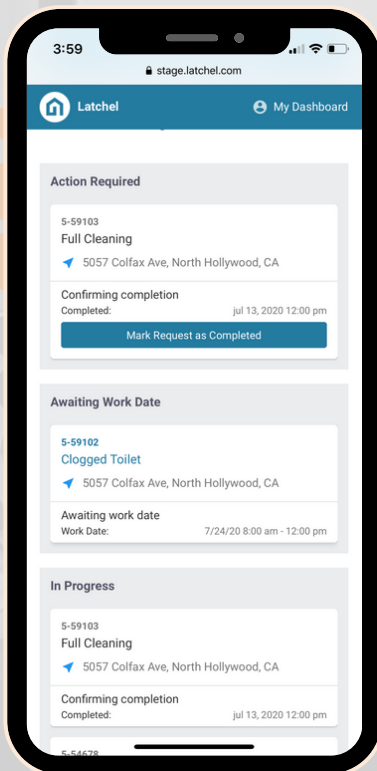 3:59
stage.latchel.com
Latchel
My Dashboard
Action Required
5-59103
Full Cleaning
5057 Colfax Ave, North Hollywood, CA
Confirming completion
Completed: jul 13, 2020 12:00 pm
Mark Request as Completed
Awaiting Work Date
5-59102
Clogged Toilet
5057 Colfax Ave, North Hollywood, CA
Awaiting work date
Work Date: 7/24/20 8:00 am - 12:00 pm
In Progress
5-59103
Full Cleaning
5057 Colfax Ave, North Hollywood, CA
Confirming completion
Completed: jul 13, 2020 12:00 pm
5-54678